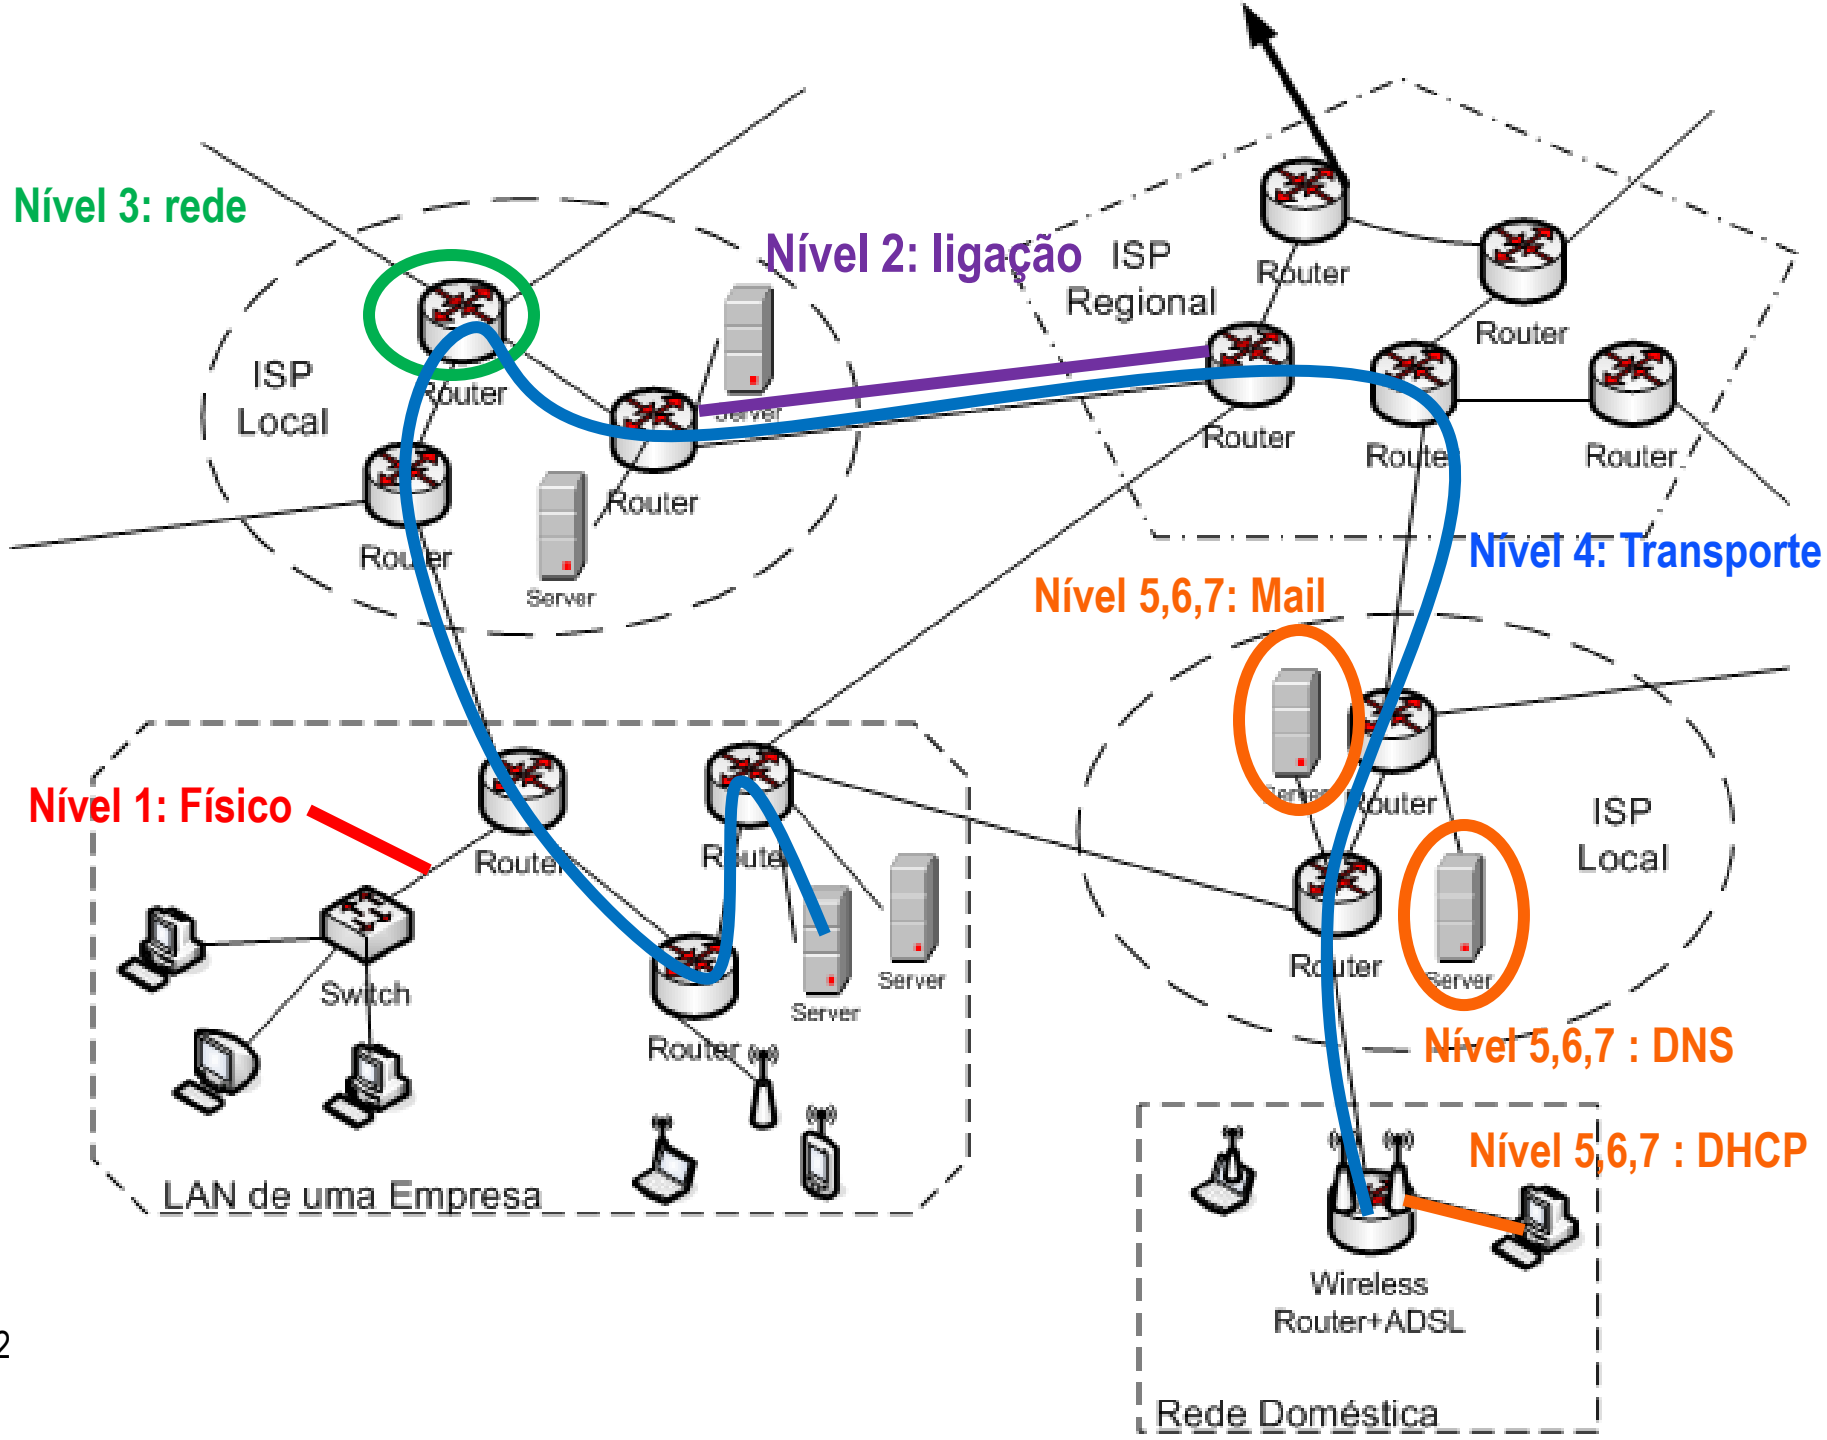 Nível 3: rede
Nível 2: ligação
ISP
Regional
Router
Router
Router
ISP
Local
Server
Router
Router
Router
Router
Router
Router
Server
Nível 4: Transporte
Nível 5,6,7: Mail
Nível 1: Físico
Router
Router
Server
Router
ISP
Local
Switch
Server
Server
Router
Router
Server
Nível 5,6,7 : DNS
Nível 5,6,7 : DHCP
LAN de uma Empresa
Wireless
Router+ADSL
2
Rede Doméstica